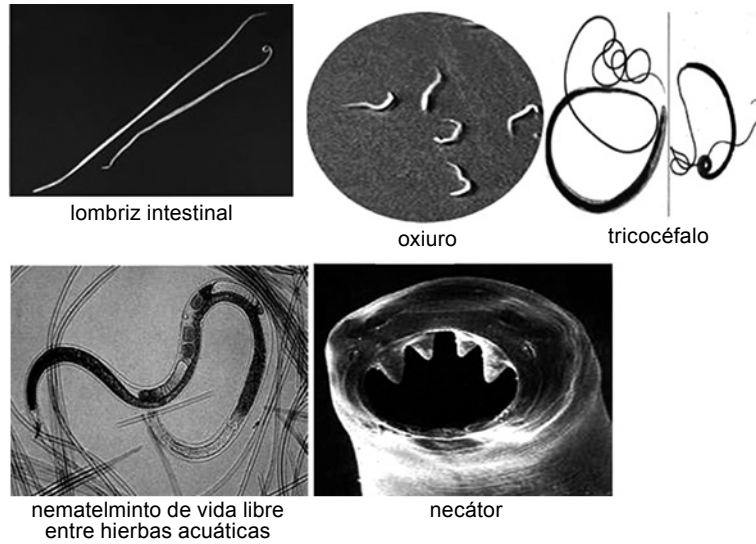 lombriz intestinal
oxiuro
tricocéfalo
nematelminto de vida libre
entre hierbas acuáticas
necátor